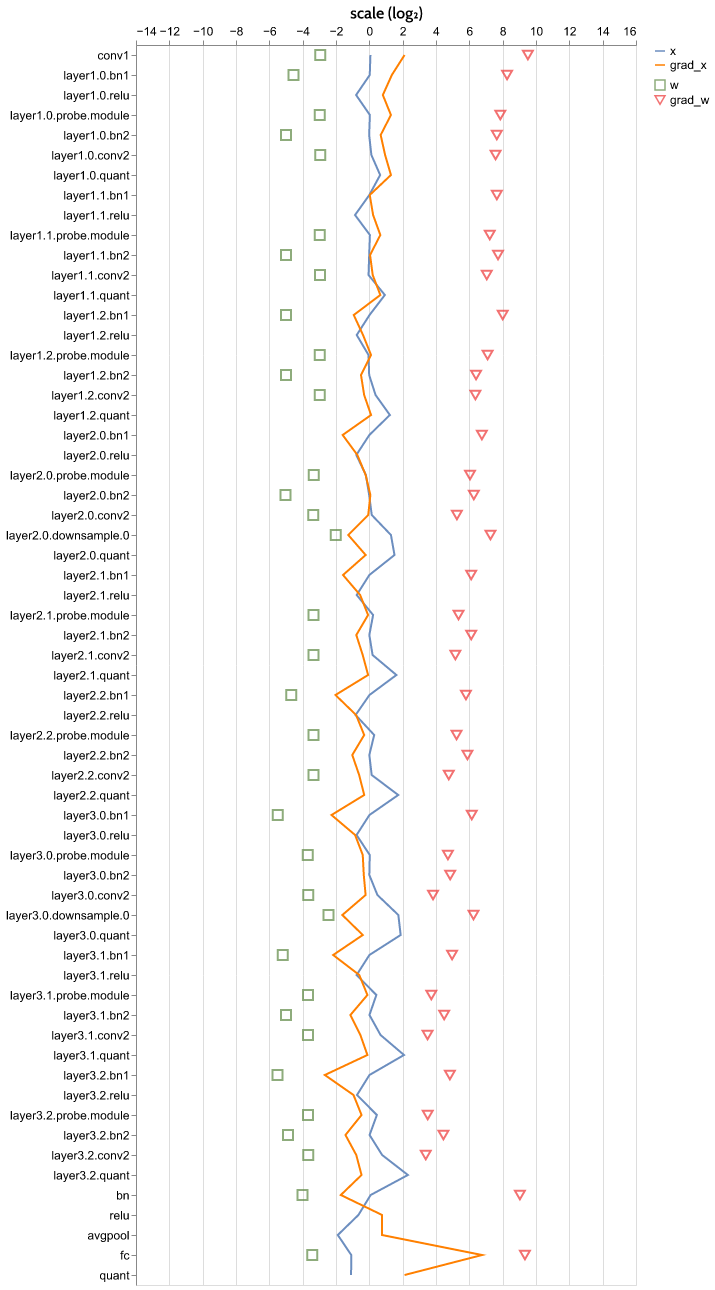 scale (log₂)
−14 −12 −10 −8 −6 −4 −2 0 2 4 6 8 10 12 14 16
x
grad_x
w
grad_w
conv1
layer1.0.bn1
layer1.0.relu
layer1.0.probe.module
layer1.0.bn2
layer1.0.conv2
layer1.0.quant
layer1.1.bn1
layer1.1.relu
layer1.1.probe.module
layer1.1.bn2
layer1.1.conv2
layer1.1.quant
layer1.2.bn1
layer1.2.relu
layer1.2.probe.module
layer1.2.bn2
layer1.2.conv2
layer1.2.quant
layer2.0.bn1
layer2.0.relu
layer2.0.probe.module
layer2.0.bn2
layer2.0.conv2
layer2.0.downsample.0
layer2.0.quant
layer2.1.bn1
layer2.1.relu
layer2.1.probe.module
layer2.1.bn2
layer2.1.conv2
layer2.1.quant
layer2.2.bn1
layer2.2.relu
layer2.2.probe.module
layer2.2.bn2
layer2.2.conv2
layer2.2.quant
layer3.0.bn1
layer3.0.relu
layer3.0.probe.module
layer3.0.bn2
layer3.0.conv2
layer3.0.downsample.0
layer3.0.quant
layer3.1.bn1
layer3.1.relu
layer3.1.probe.module
layer3.1.bn2
layer3.1.conv2
layer3.1.quant
layer3.2.bn1
layer3.2.relu
layer3.2.probe.module
layer3.2.bn2
layer3.2.conv2
layer3.2.quant
bn
relu
avgpool
fc
quant